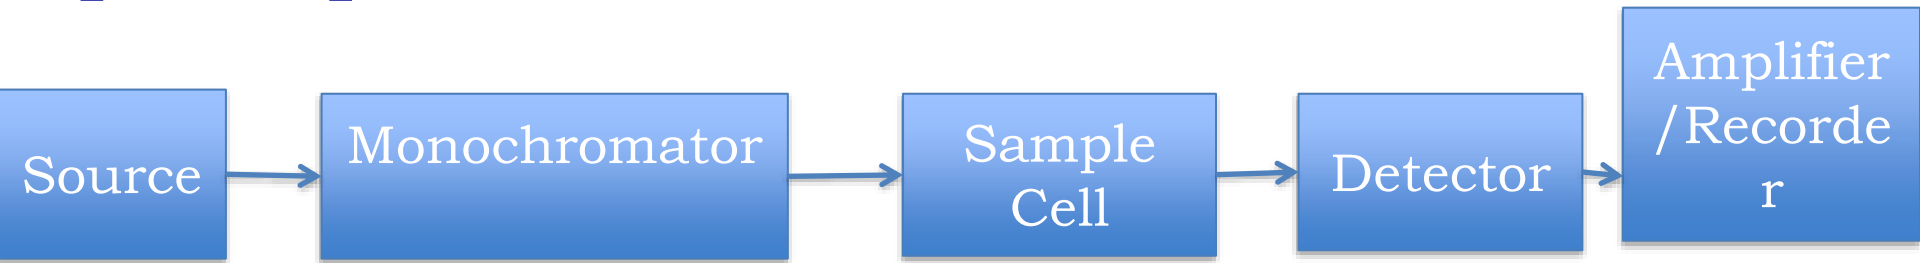 Source
Monochromator
Sample
Cell
Detector
Amplifier
/Recorde
r